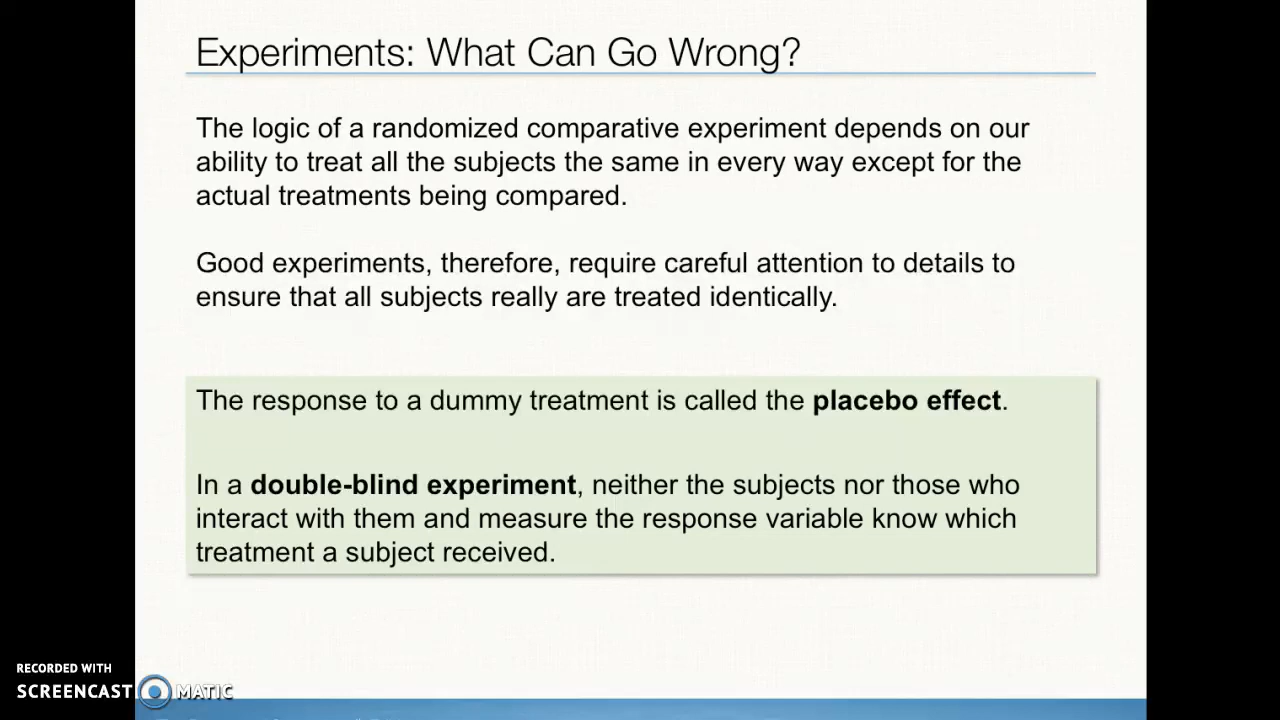 Experiments: What Can Go Wrong?
The logic of a randomized comparative experiment depends on our
ability to treat all the subjects the same in every way except for the
actual treatments being compared.
Good experiments, therefore, require careful attention to details to
ensure that all subjects really are treated identically.
The response to a dummy treatment is called the placebo effect.
In a double-blind experiment, neither the subjects nor those who
interact with them and measure the response variable know which
treatment a subject received.
RECORDED WITH
SCREENCAST MATIC